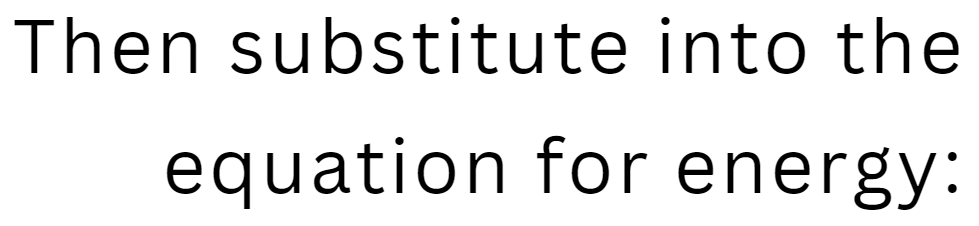 Then substitute into the
equation for energy: